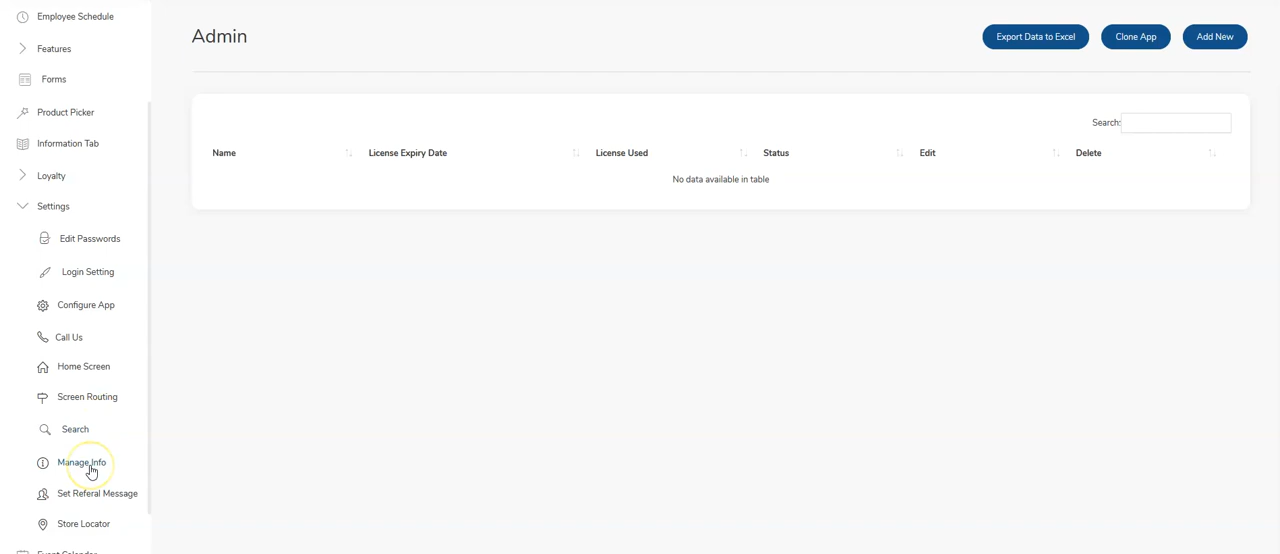 Employee Schedule
Features
Forms
Product Picker
Information Tab
Loyalty
Settings
Edit Passwords
Login Setting
Configure App
Call Us
Home Screen
Screen Routing
Search
Manage Info
Set Referal Message
Store Locator
Event Calendar
Admin
Export Data to Excel Clone App Add New
Search:
Name License Expiry Date License Used Status Edit Delete
No data available in table